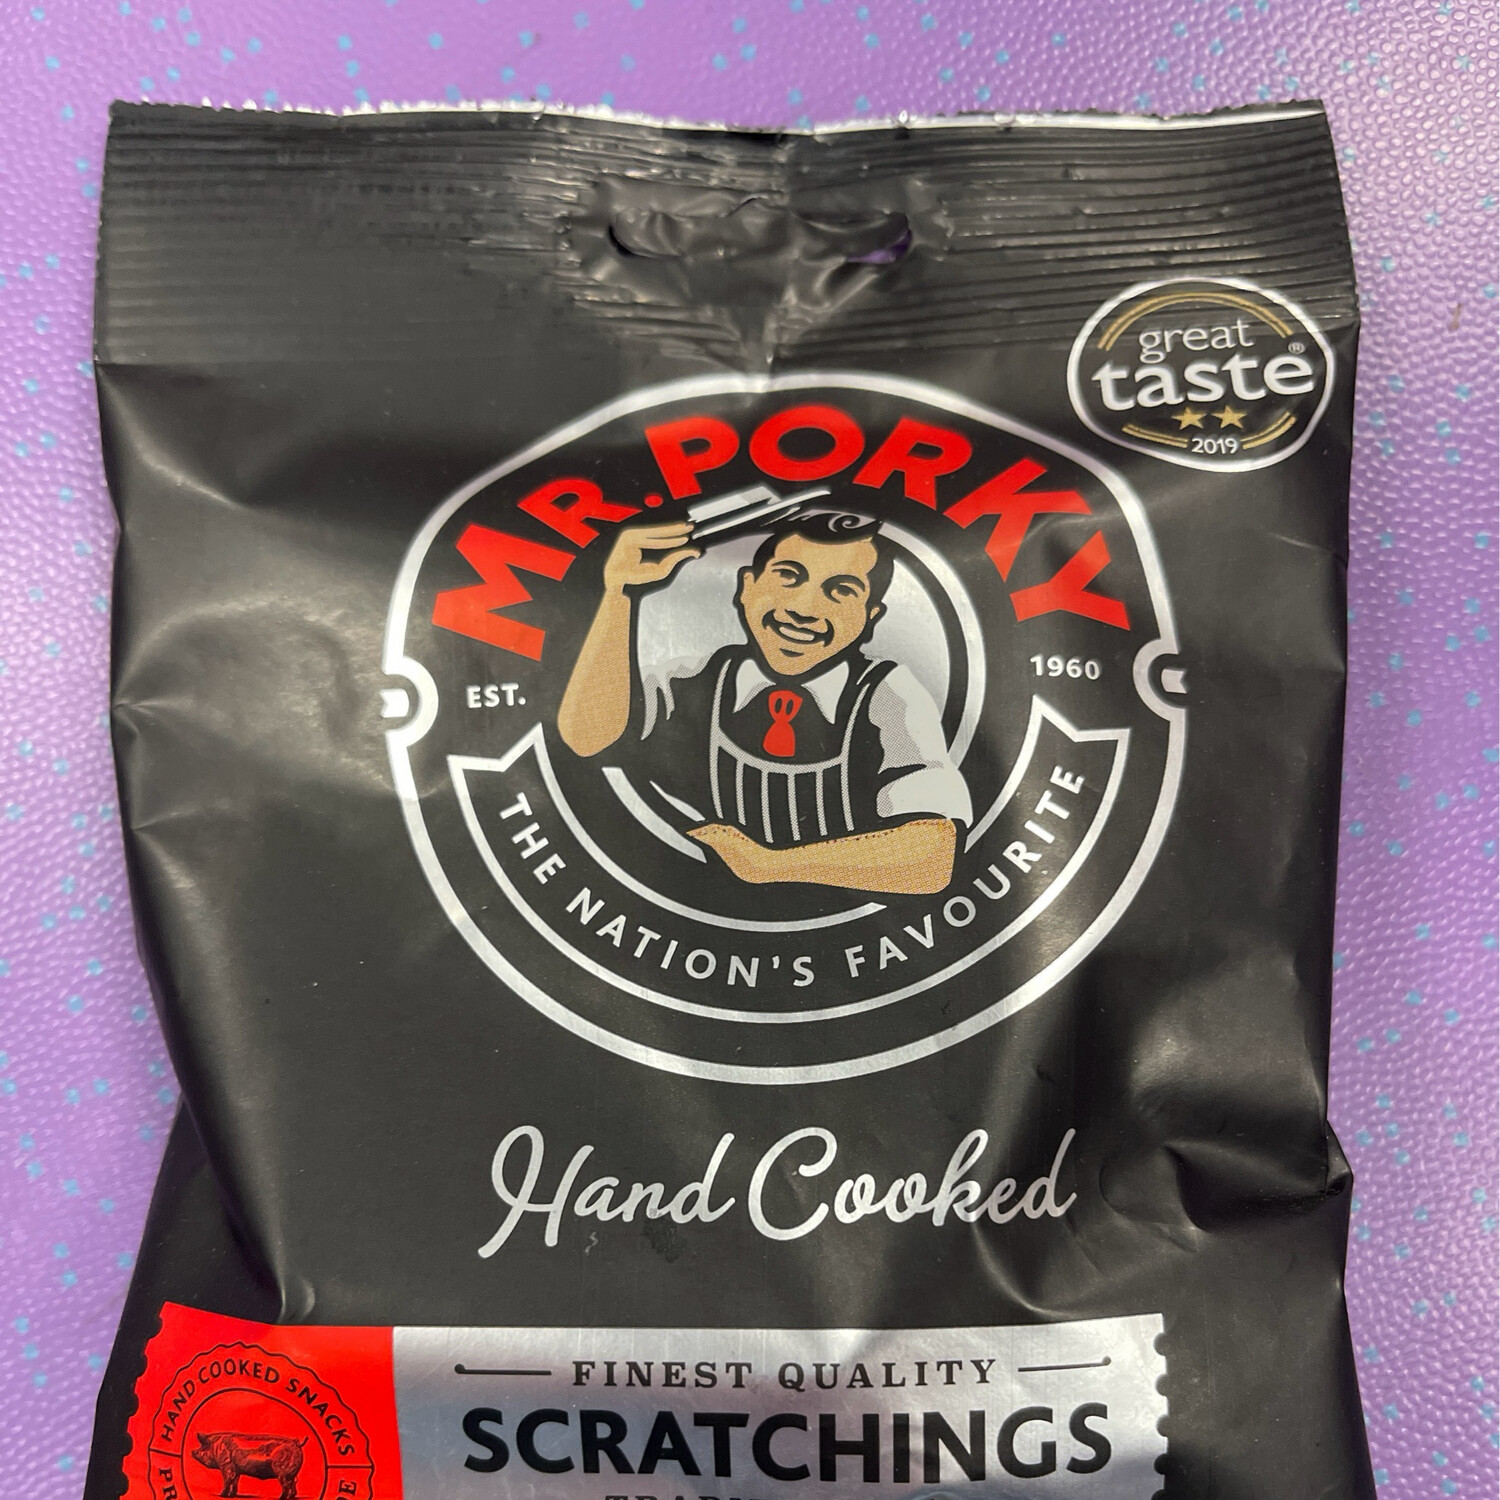 great
taste®
2019
MR. PORKY
EST. 1960
THE NATION'S FAVOURITE
Hand Cooked
FINEST QUALITY
SCRATCHINGS
HAND COOKED SNACKS